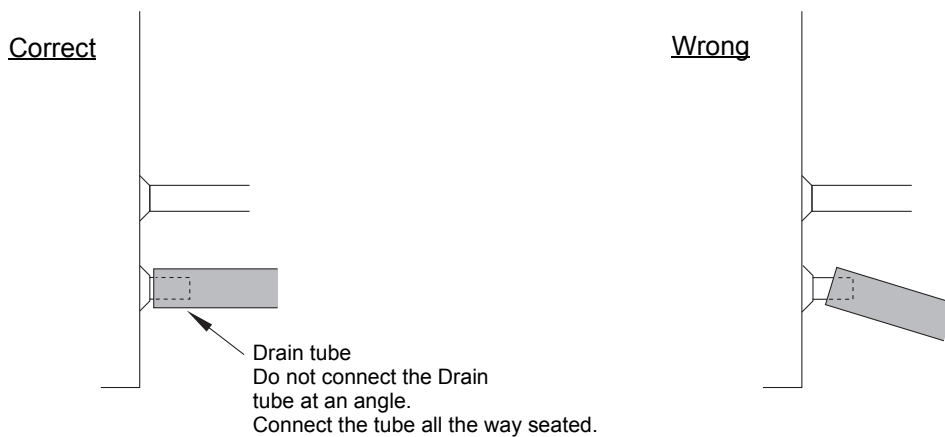 Correct
Wrong
Drain tube
Do not connect the Drain
tube at an angle.
Connect the tube all the way seated.